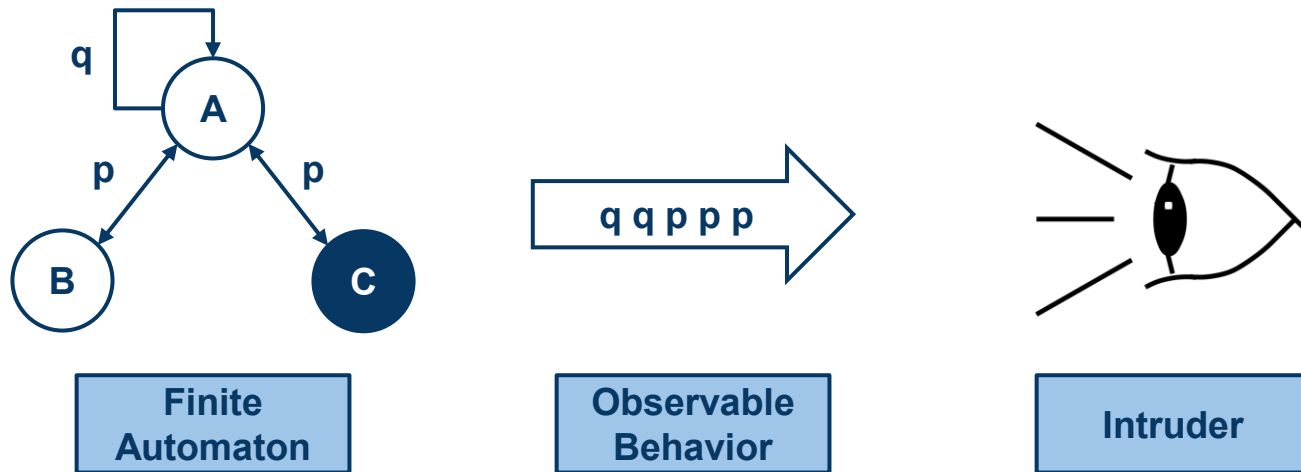 q
A
p
p
B
C
q q p p p
Finite
Automaton
Observable
Behavior
Intruder